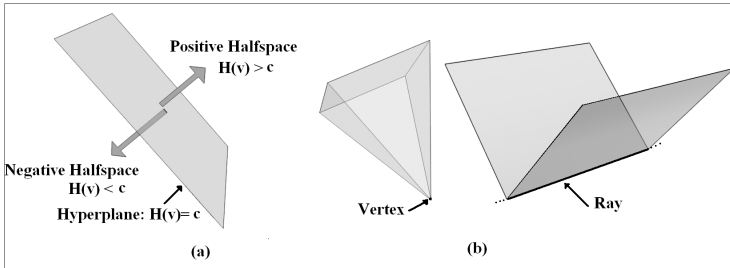 Positive Halfspace
H(v) > c
Negative Halfspace
H(v) < c
Hyperplane: H(v)= c
(a)
Vertex
Ray
(b)